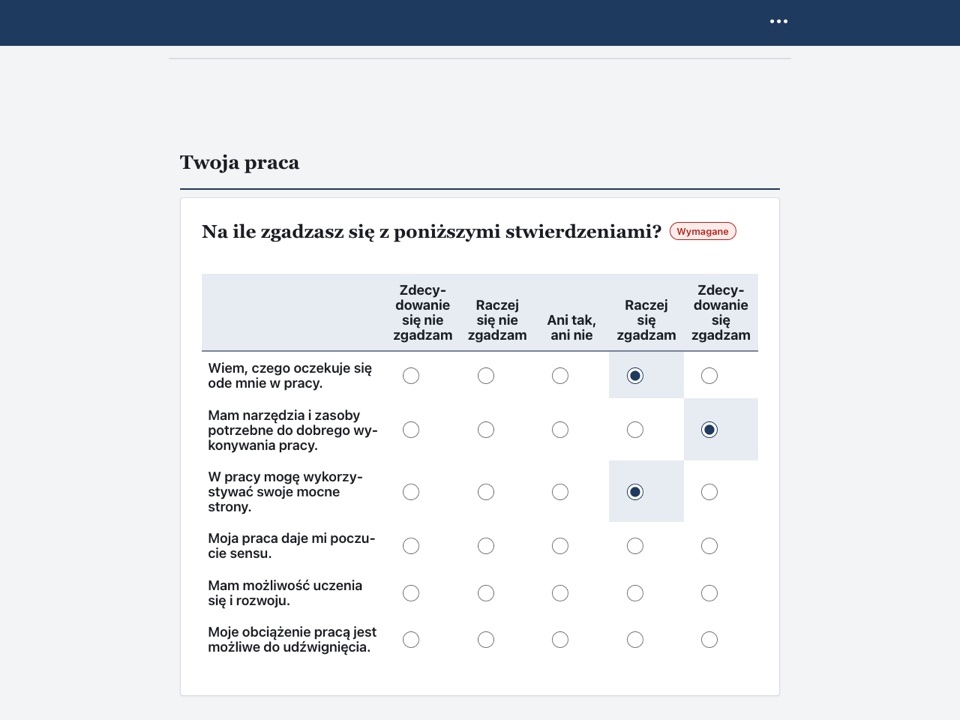 Twoja praca
Na ile zgadzasz się z poniższymi stwierdzeniami? Wymagane
Zdecy-
dowanie
się nie
zgadzam
Raczej
się nie
zgadzam
Ani tak,
ani nie
Raczej
się
zgadzam
Zdecy-
dowanie
się
zgadzam
Wiem, czego oczekuje się
ode mnie w pracy.
Mam narzędzia i zasoby
potrzebne do dobrego wy-
konywania pracy.
W pracy mogę wykorzy-
stywać swoje mocne
strony.
Moja praca daje mi poczu-
cie sensu.
Mam możliwość uczenia
się i rozwoju.
Moje obciążenie pracą jest
możliwe do udźwignięcia.